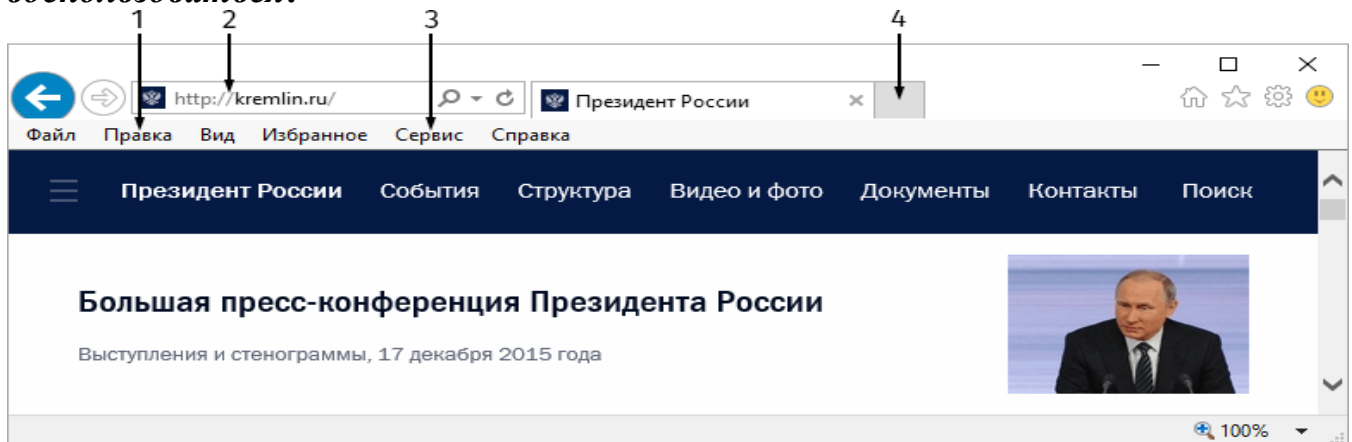 воспользоваться?
1 2 3 4
http://kremlin.ru/ Президент России
Файл Правка Вид Избранное Сервис Справка
Президент России События Структура Видео и фото Документы Контакты Поиск
Большая пресс-конференция Президента России
Выступления и стенограммы, 17 декабря 2015 года
100%